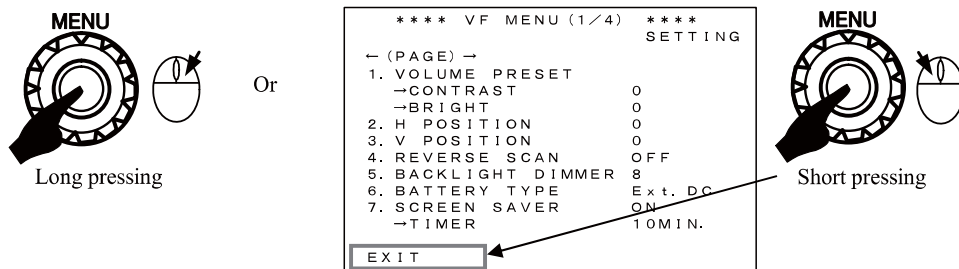 MENU
Long pressing
Or
**** VF MENU(1/4) ****
SETTING
←(PAGE)→
1. VOLUME PRESET
→CONTRAST 0
→BRIGHT 0
2. H POSITION 0
3. V POSITION 0
4. REVERSE SCAN OFF
5. BACKLIGHT DIMMER 8
6. BATTERY TYPE Ext. DC
7. SCREEN SAVER ON
→TIMER 10MIN.
EXIT
MENU
Short pressing